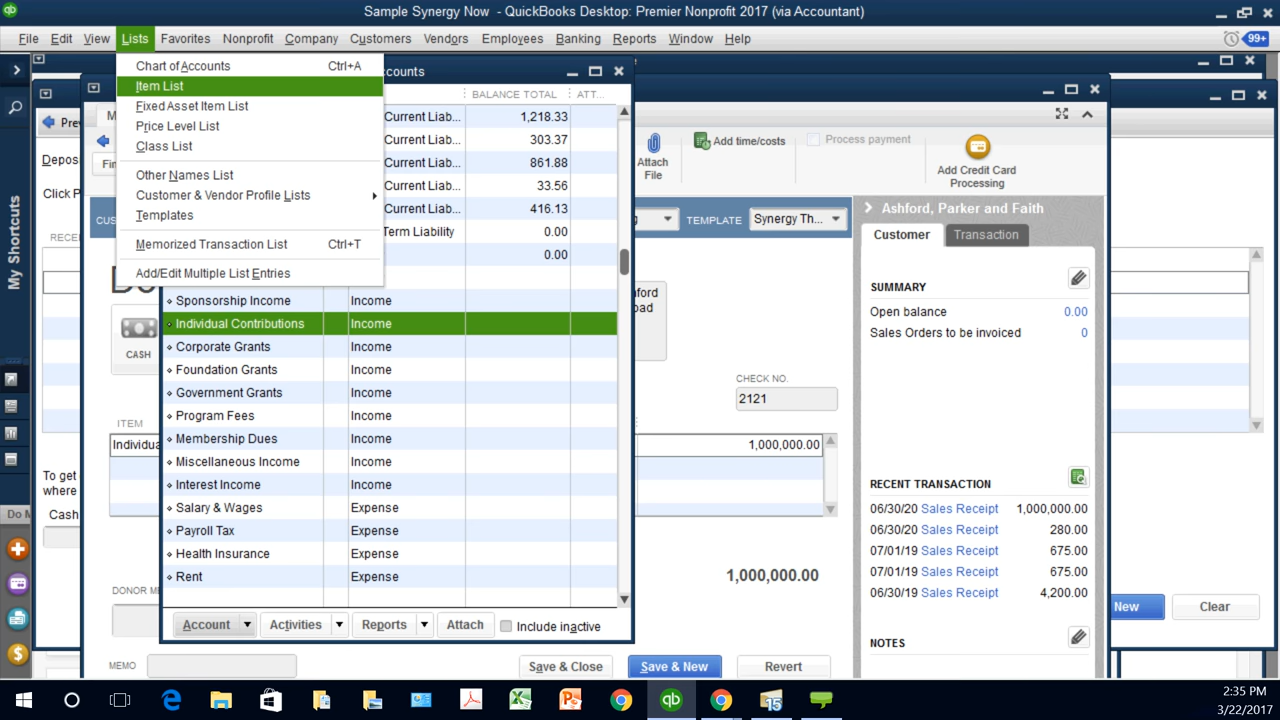 Sample Synergy Now - QuickBooks Desktop: Premier Nonprofit 2017 (via Accountant)
File Edit View Lists Favorites Nonprofit Company Customers Vendors Employees Banking Reports Window Help 99+
Chart of Accounts Ctrl+A
Item List
Fixed Asset Item List
Price Level List
Class List
Other Names List
Customer & Vendor Profile Lists
Templates
Memorized Transaction List Ctrl+T
Add/Edit Multiple List Entries
BALANCE TOTAL ATT...
Current Liab... 1,218.33
Current Liab... 303.37
Current Liab... 861.88
Current Liab... 33.56
Current Liab... 416.13
Term Liability 0.00
0.00
Sponsorship Income Income
Individual Contributions Income
Corporate Grants Income
Foundation Grants Income
Government Grants Income
Program Fees Income
Membership Dues Income
Miscellaneous Income Income
Interest Income Income
Salary & Wages Expense
Payroll Tax Expense
Health Insurance Expense
Rent Expense
Account Activities Reports Attach Include inactive
My Shortcuts
Click P
To get
where
Cash
CASH
ITEM
MEMO
Attach
File
Add time/costs
Process payment
Add Credit Card
Processing
TEMPLATE Synergy Th...
CHECK NO.
2121
1,000,000.00
1,000,000.00
Save & Close Save & New Revert
Ashford, Parker and Faith
Customer Transaction
SUMMARY
Open balance 0.00
Sales Orders to be invoiced 0
RECENT TRANSACTION
06/30/20 Sales Receipt 1,000,000.00
06/30/20 Sales Receipt 280.00
07/01/19 Sales Receipt 675.00
07/01/19 Sales Receipt 675.00
06/30/19 Sales Receipt 4,200.00
NOTES
New Clear
15
2:35 PM
3/22/2017